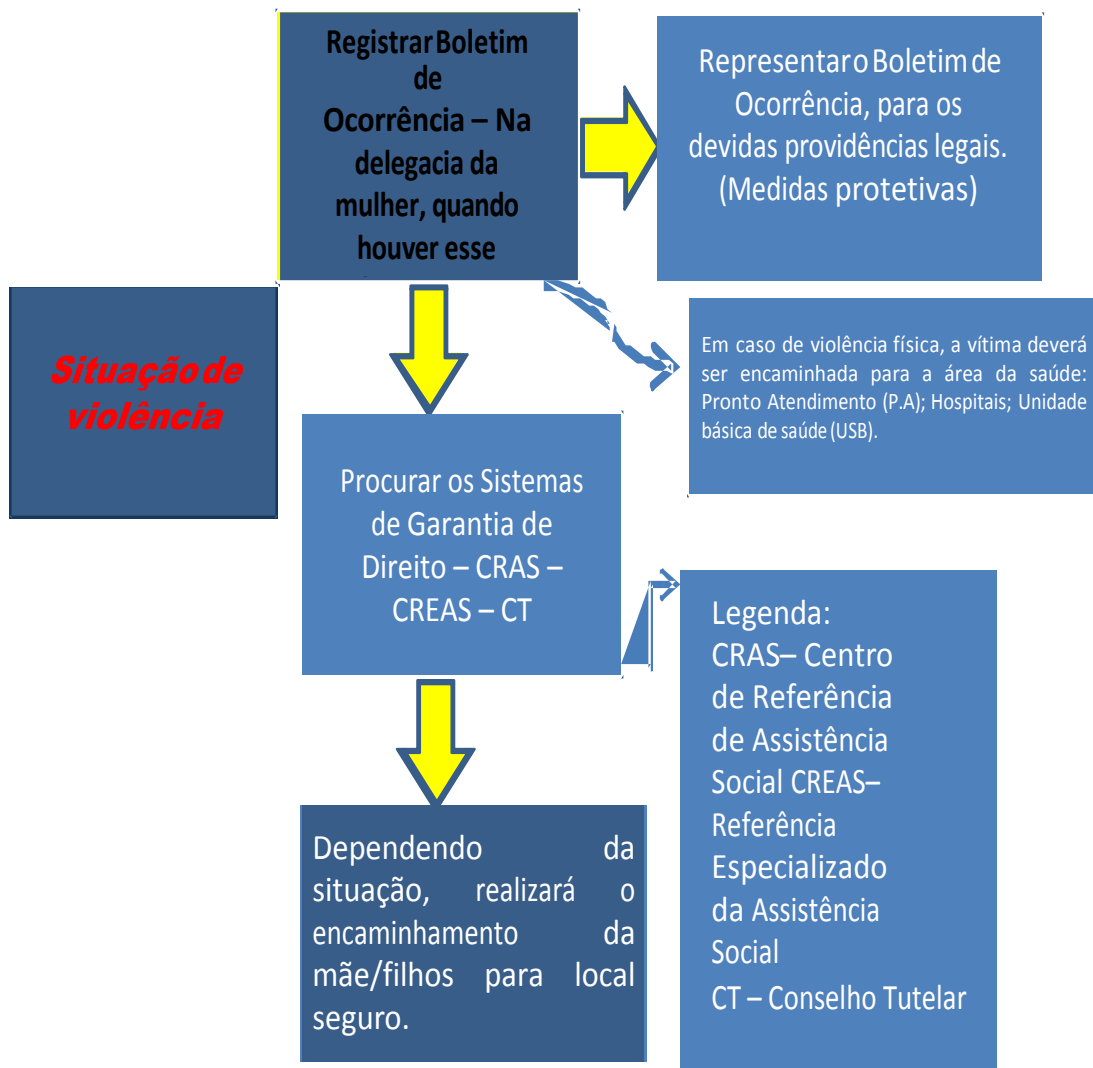 Registrar Boletim
de
Ocorrência – Na
delegacia da
mulher, quando
houver esse
Representar o Boletim de
Ocorrência, para os
devidas providências legais.
(Medidas protetivas)
Situação de
violência
Em caso de violência física, a vítima deverá
ser encaminhada para a área da saúde:
Pronto Atendimento (P.A); Hospitais; Unidade
básica de saúde (USB).
Procurar os Sistemas
de Garantia de
Direito – CRAS –
CREAS – CT
Legenda:
CRAS– Centro
de Referência
de Assistência
Social CREAS–
Referência
Especializado
da Assistência
Social
CT – Conselho Tutelar
Dependendo da
situação, realizará o
encaminhamento da
mãe/filhos para local
seguro.